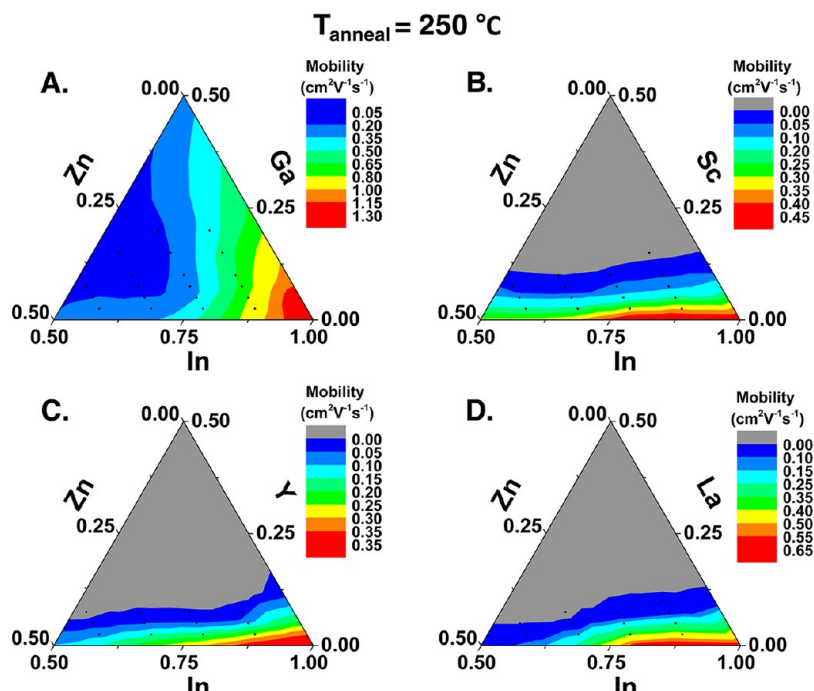 T anneal = 250 °C
A.
Mobility
(cm²V⁻¹s⁻¹)
0.00
0.50
0.05
0.20
0.35
0.50
0.65
0.80
1.00
1.15
1.30
Zn
Ga
0.25
0.25
0.50
0.00
0.50
0.75
1.00
In
B.
Mobility
(cm²V⁻¹s⁻¹)
0.00
0.50
0.00
0.05
0.10
0.20
0.25
0.30
0.35
0.40
0.45
Zn
Sc
0.25
0.25
0.50
0.00
0.50
0.75
1.00
In
C.
Mobility
(cm²V⁻¹s⁻¹)
0.00
0.50
0.00
0.05
0.10
0.15
0.20
0.25
0.30
0.35
Zn
Y
0.25
0.25
0.50
0.00
0.50
0.75
1.00
In
D.
Mobility
(cm²V⁻¹s⁻¹)
0.00
0.50
0.00
0.10
0.15
0.25
0.35
0.40
0.50
0.55
0.65
Zn
La
0.25
0.25
0.50
0.00
0.50
0.75
1.00
In